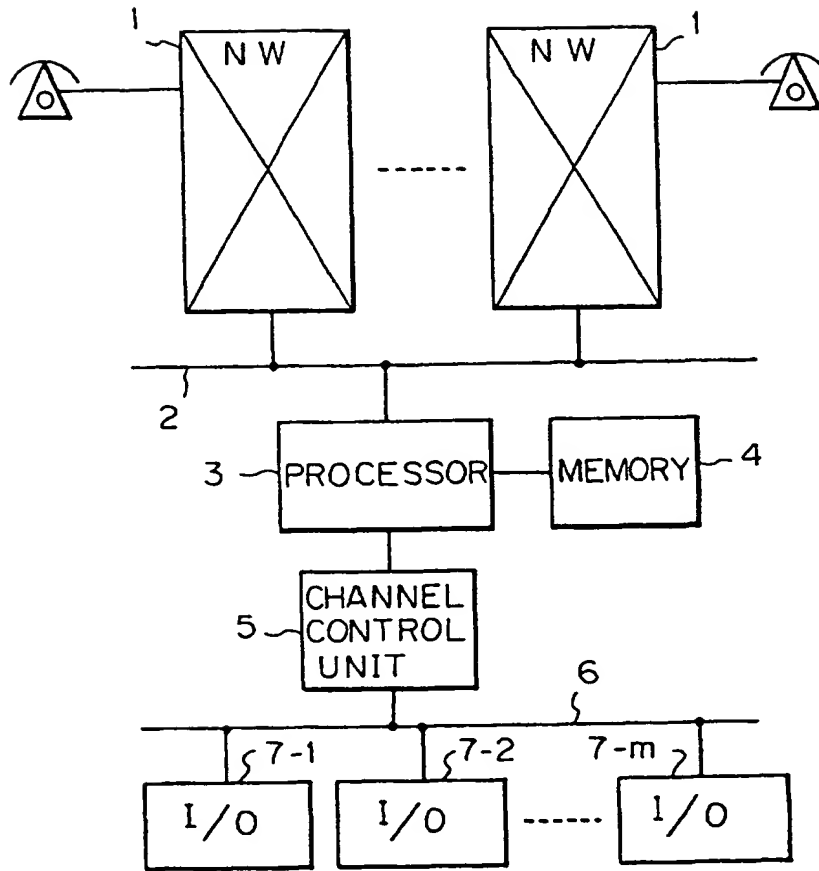 1
1
NW
NW
2
3
PROCESSOR
MEMORY
4
CHANNEL
CONTROL
UNIT
5
6
7-1
7-2
7-m
I/O
I/O
I/O